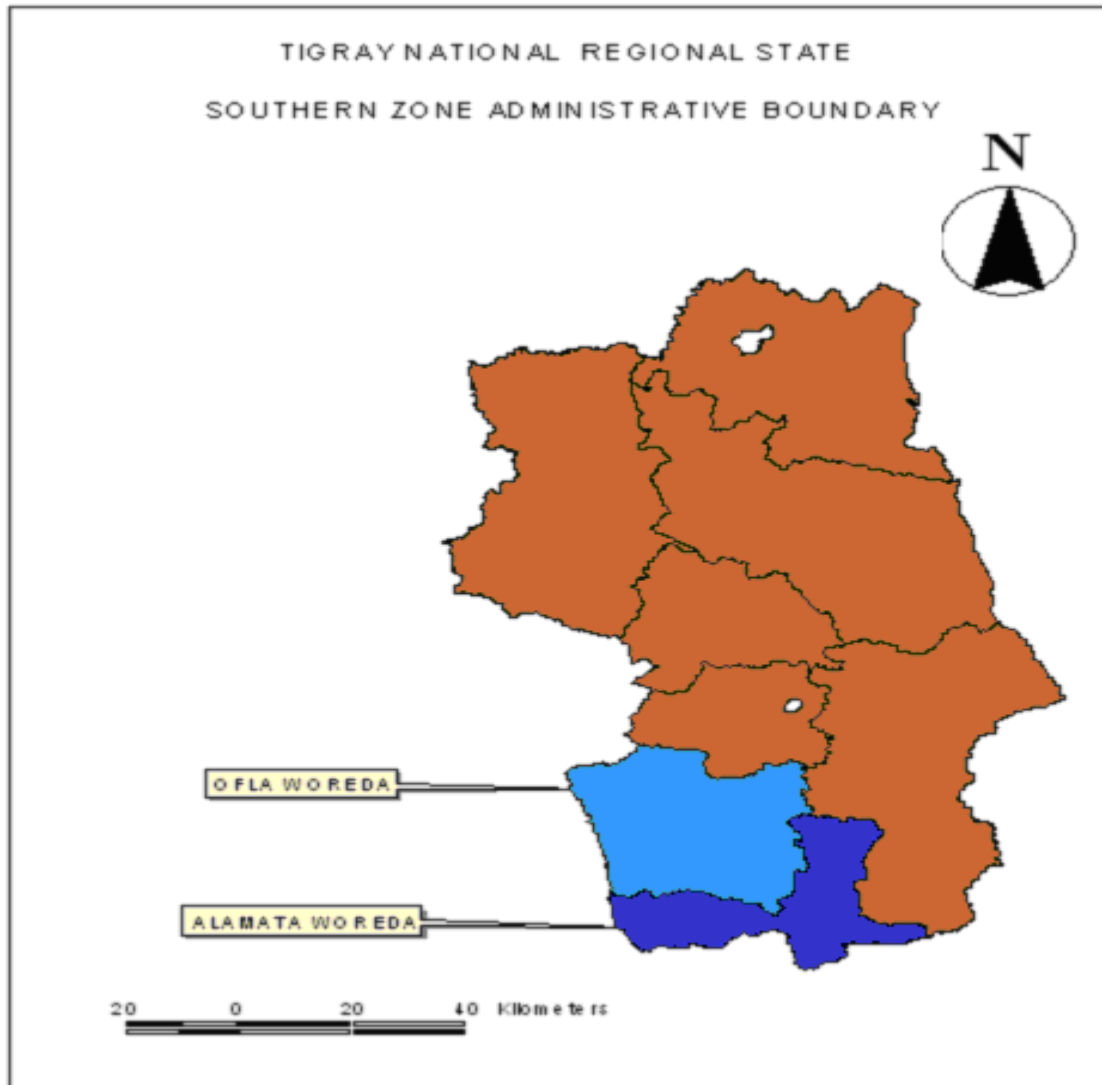 TIGRAY NATIONAL REGIONAL STATE
SOUTHERN ZONE ADMINISTRATIVE BOUNDARY
N
OFLA WOREDA
ALAMATA WOREDA
20 0 20 40 Kilometers